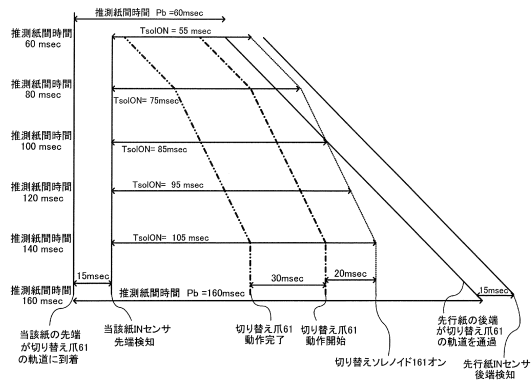 推測紙間時間 Pb =60msec
推測紙間時間
60 msec
TsolON = 55 msec
推測紙間時間
80 msec
TsolON= 75msec
推測紙間時間
100 msec
TsolON= 85msec
推測紙間時間
120 msec
TsolON= 95 msec
推測紙間時間
140 msec
TsolON= 105 msec
15msec
30msec
20msec
15msec
推測紙間時間
160 msec
推測紙間時間 Pb =160msec
当該紙の先端
が切り替え爪61
の軌道に到着
当該紙INセンサ
先端検知
切り替え爪61
動作完了
切り替え爪61
動作開始
切り替えソレノイド161オン
先行紙の後端
が切り替え爪61
の軌道を通過
先行紙INセンサ
後端検知